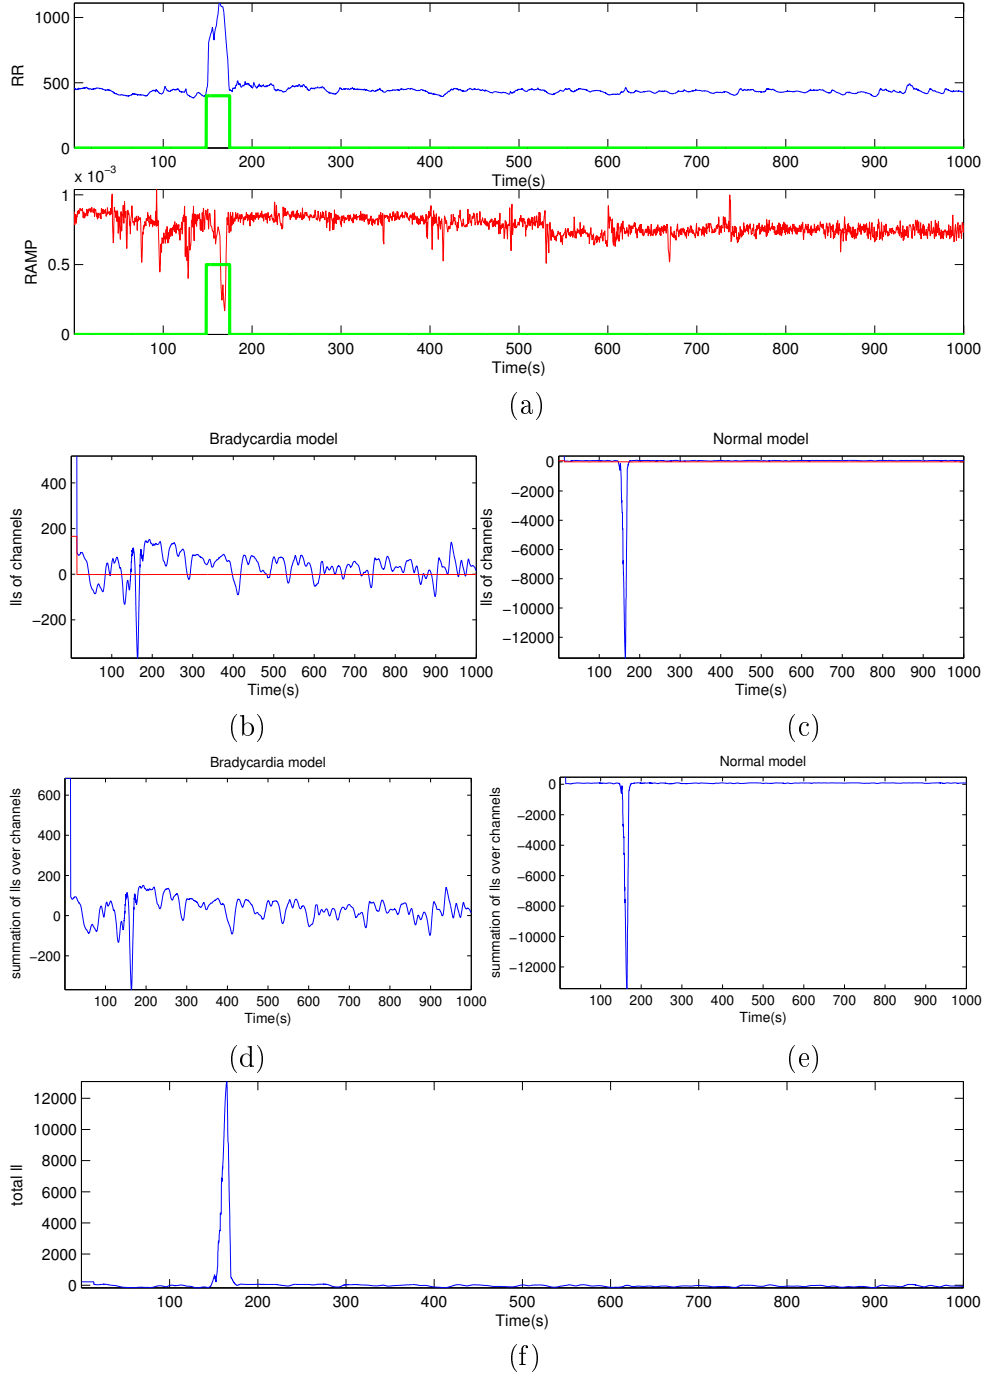 1000
500
0
RR
100 200 300 400 500 600 700 800 900 1000
Time(s)
x 10^-3
1
0.5
0
RAMP
100 200 300 400 500 600 700 800 900 1000
Time(s)
(a)
Bradycardia model
400
200
0
−200
lls of channels
100 200 300 400 500 600 700 800 900 1000
Time(s)
(b)
Normal model
0
−2000
−4000
−6000
−8000
−10000
−12000
lls of channels
100 200 300 400 500 600 700 800 900 1000
Time(s)
(c)
Bradycardia model
600
400
200
0
−200
summation of lls over channels
100 200 300 400 500 600 700 800 900 1000
Time(s)
(d)
Normal model
0
−2000
−4000
−6000
−8000
−10000
−12000
summation of lls over channels
100 200 300 400 500 600 700 800 900 1000
Time(s)
(e)
12000
10000
8000
6000
4000
2000
0
total ll
100 200 300 400 500 600 700 800 900 1000
Time(s)
(f)